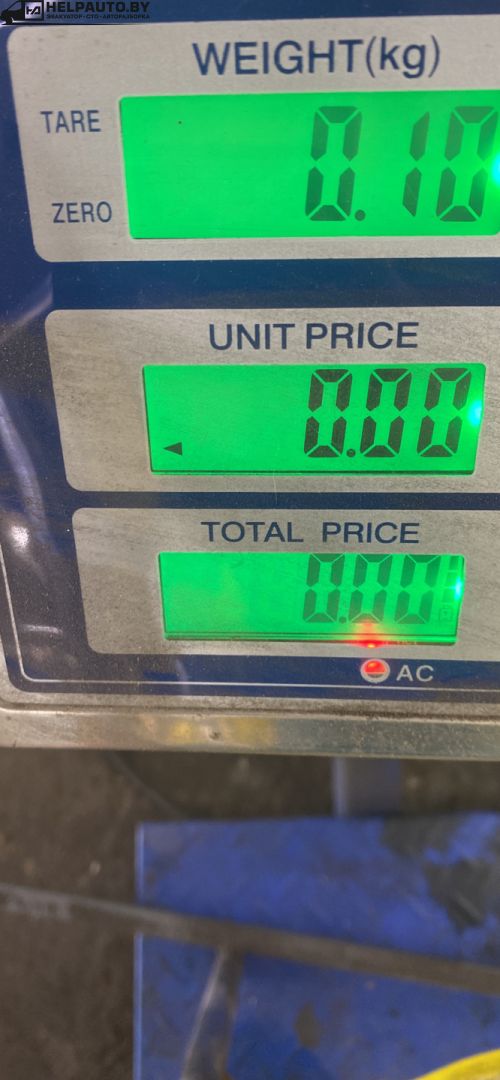 HELPAUTO.BY
ЭВАКУАТОР · СТО · АВТОРАЗБОРКА
WEIGHT(kg)
TARE
0.10
ZERO
UNIT PRICE
0.00
TOTAL PRICE
0.00
AC